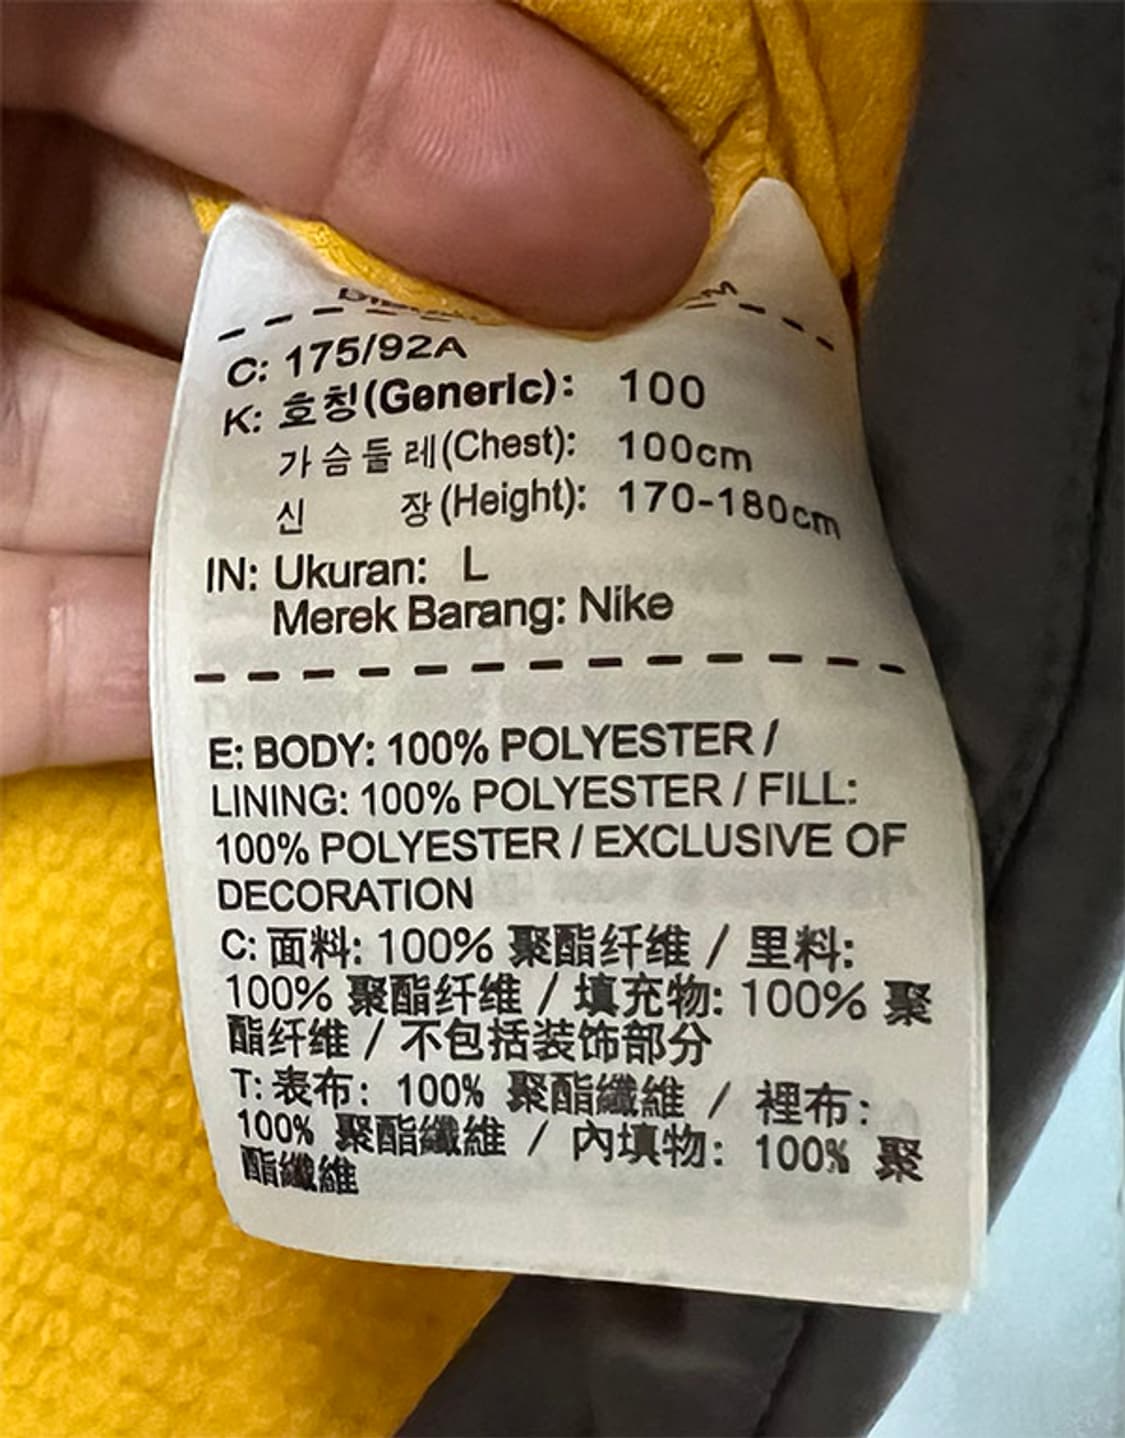 C: 175/92A
K: 호칭(Generic): 100
가슴둘레(Chest): 100cm
신 장(Height): 170-180cm
IN: Ukuran: L
Merek Barang: Nike
E: BODY: 100% POLYESTER /
LINING: 100% POLYESTER / FILL:
100% POLYESTER / EXCLUSIVE OF
DECORATION
C: 面料: 100% 聚酯纤维 / 里料:
100% 聚酯纤维 / 填充物: 100% 聚
酯纤维 / 不包括装饰部分
T: 表布: 100% 聚酯纖維 / 裡布:
100% 聚酯纖維 / 內填物: 100% 聚
酯纖維